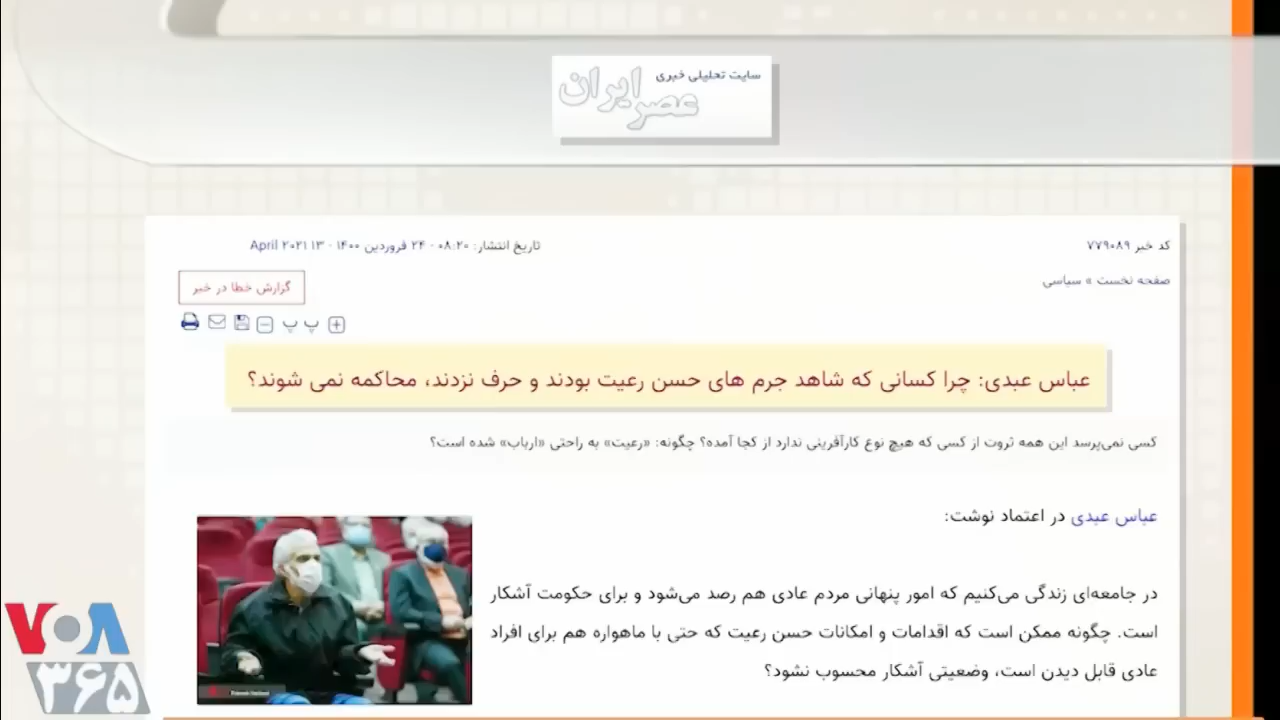 سایت تحلیلی خبری
عصر ایران
کد خبر ۷۷۹۰۸۹
تاریخ انتشار: ۰۸:۲۰ - ۲۴ فروردین ۱۴۰۰ - ۱۳ April ۲۰۲۱
صفحه نخست » سیاسی
گزارش خطا در خبر
پ پ
عباس عبدی: چرا کسانی که شاهد جرم های حسن رعیت بودند و حرف نزدند، محاکمه نمی شوند؟
کسی نمی‌پرسد این همه ثروت از کسی که هیچ نوع کارآفرینی ندارد از کجا آمده؟ چگونه: «رعیت» به راحتی «ارباب» شده است؟
عباس عبدی در اعتماد نوشت:
در جامعه‌ای زندگی می‌کنیم که امور پنهانی مردم عادی هم رصد می‌شود و برای حکومت آشکار
است. چگونه ممکن است که اقدامات و امکانات حسن رعیت که حتی با ماهواره هم برای افراد
عادی قابل دیدن است، وضعیتی آشکار محسوب نشود؟
VOA
۳۶۵